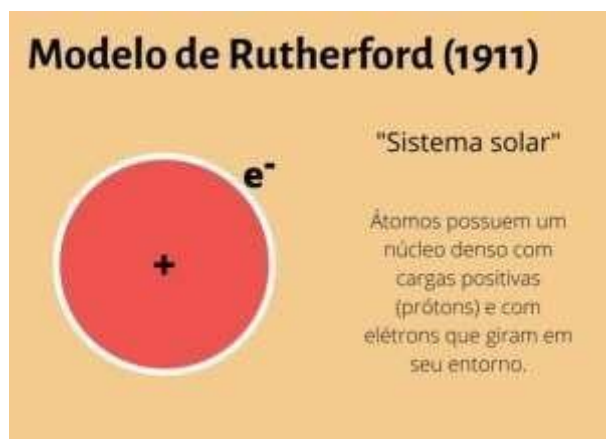 Modelo de Rutherford (1911)
"Sistema solar"
e-
+
Átomos possuem um
núcleo denso com
cargas positivas
(prótons) e com
elétrons que giram em
seu entorno.